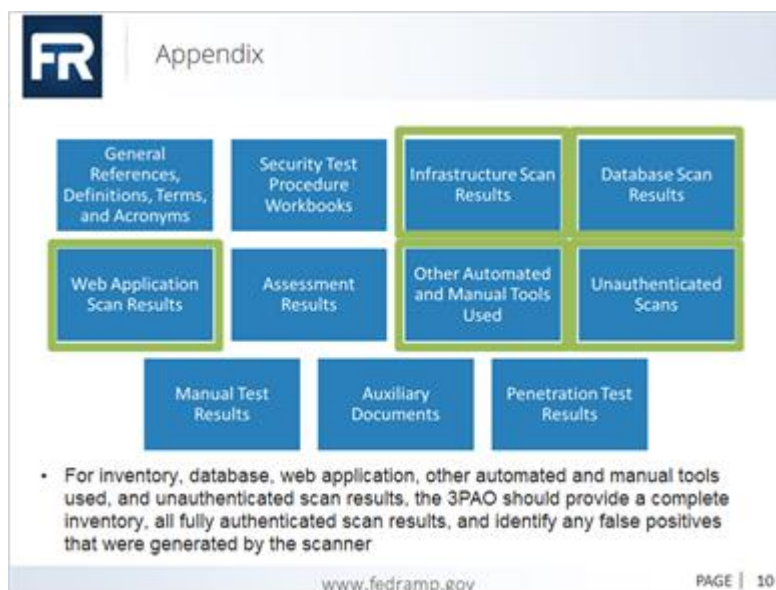 FR
Appendix
General
References,
Definitions, Terms,
and Acronyms
Security Test
Procedure
Workbooks
Infrastructure Scan
Results
Database Scan
Results
Web Application
Scan Results
Assessment
Results
Other Automated
and Manual Tools
Used
Unauthenticated
Scans
Manual Test
Results
Auxiliary
Documents
Penetration Test
Results
• For inventory, database, web application, other automated and manual tools
used, and unauthenticated scan results, the 3PAO should provide a complete
inventory, all fully authenticated scan results, and identify any false positives
that were generated by the scanner
www.fedramp.gov
PAGE | 10